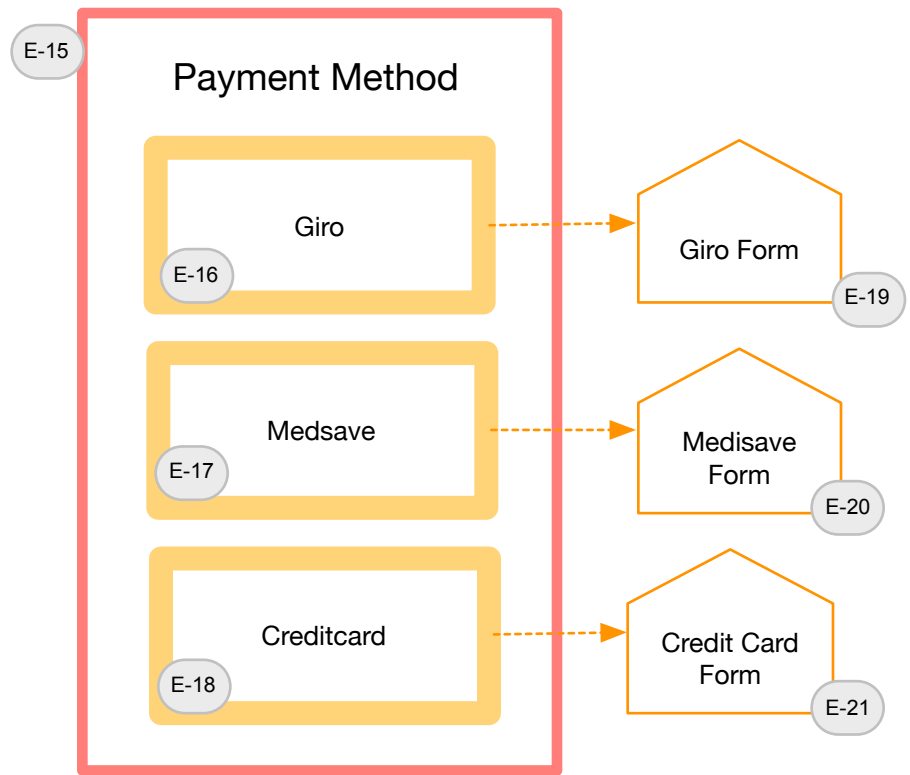 E-15
Payment Method
Giro
E-16
Giro Form
E-19
Medsave
E-17
Medisave
Form
E-20
Creditcard
E-18
Credit Card
Form
E-21